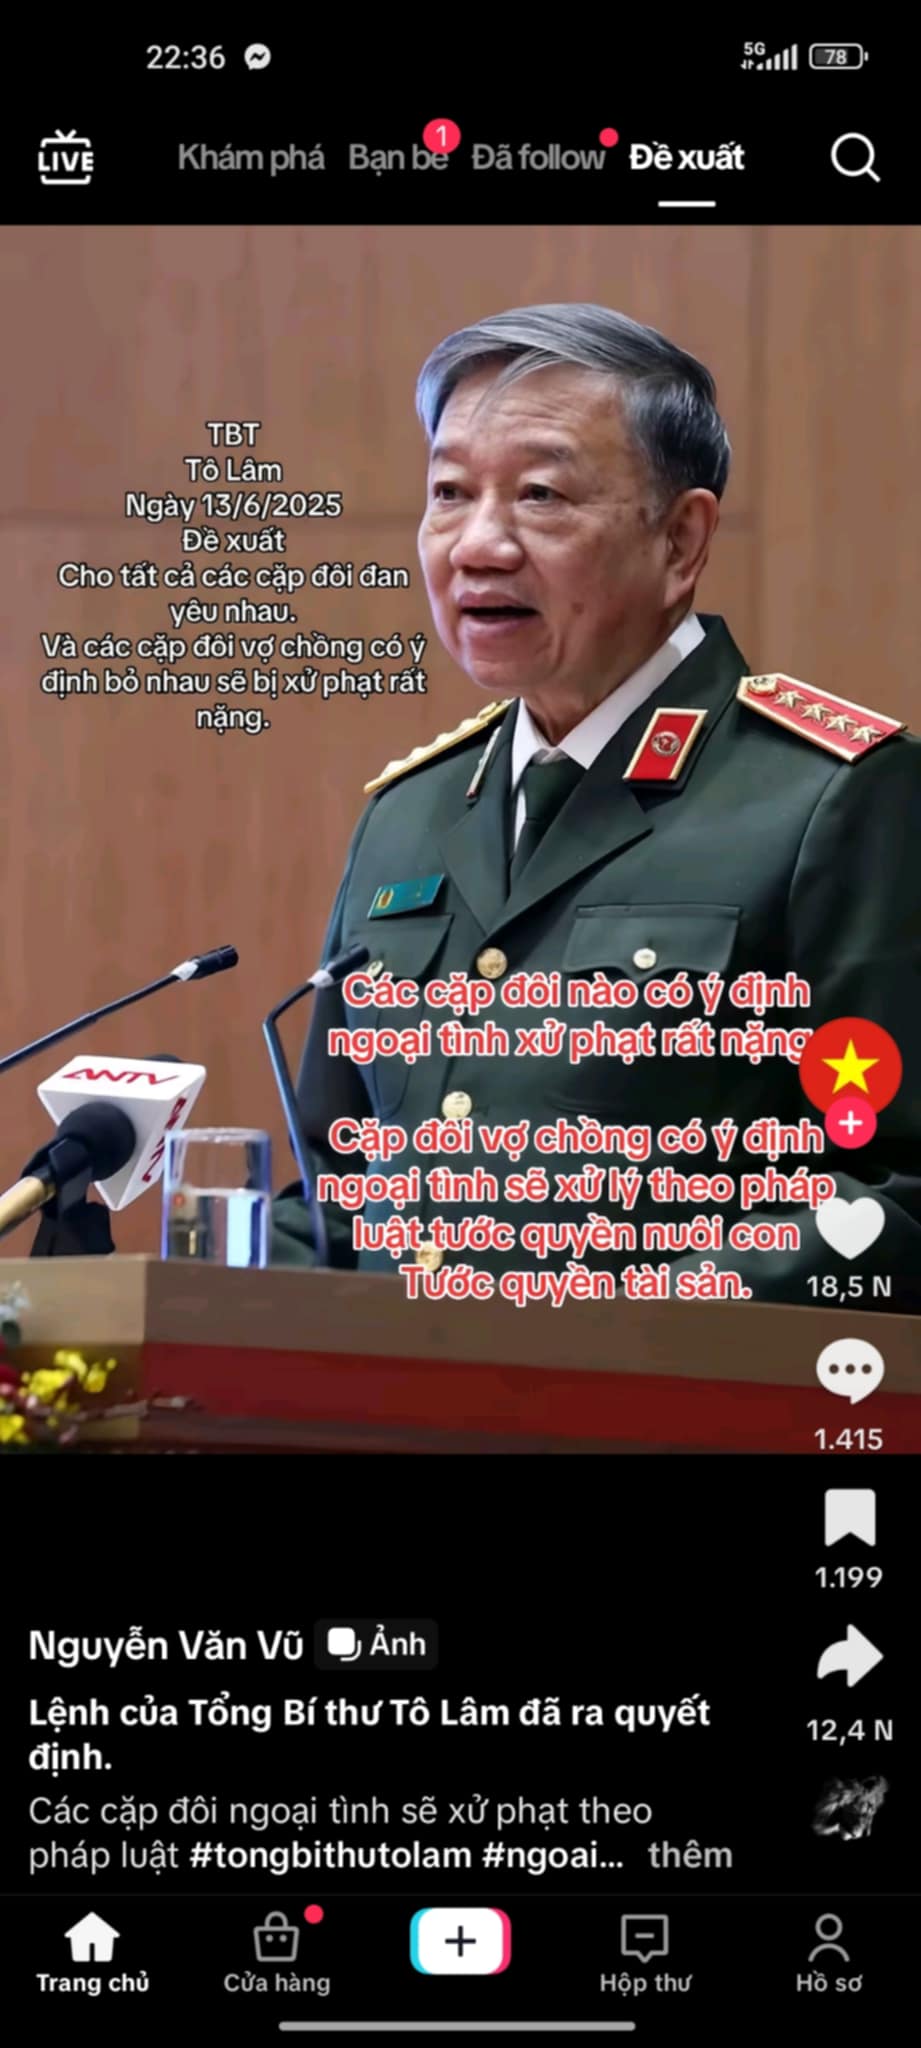 22:36
5G
78
LIVE
Khám phá
Bạn bè
1
Đã follow
Đề xuất
TBT
Tô Lâm
Ngày 13/6/2025
Đề xuất
Cho tất cả các cặp đôi đan
yêu nhau.
Và các cặp đôi vợ chồng có ý
định bỏ nhau sẽ bị xử phạt rất
nặng.
Các cặp đôi nào có ý định
ngoại tình xử phạt rất nặng
Cặp đôi vợ chồng có ý định
ngoại tình sẽ xử lý theo pháp
luật tước quyền nuôi con
Tước quyền tài sản.
ANTV
18,5 N
1.415
1.199
12,4 N
Nguyễn Văn Vũ
Ảnh
Lệnh của Tổng Bí thư Tô Lâm đã ra quyết
định.
Các cặp đôi ngoại tình sẽ xử phạt theo
pháp luật #tongbithutolam #ngoai... thêm
Trang chủ
Cửa hàng
Hộp thư
Hồ sơ